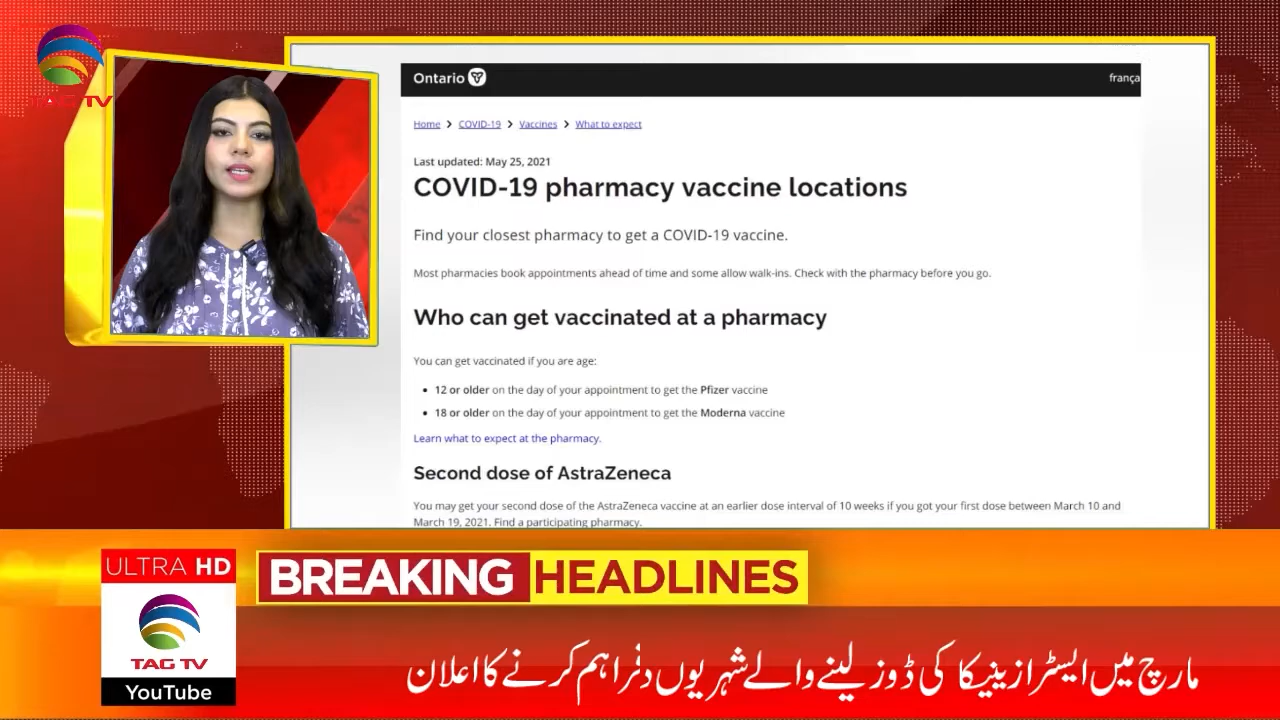 TAG TV
Ontario
frança
Home > COVID-19 > Vaccines > What to expect
Last updated: May 25, 2021
COVID-19 pharmacy vaccine locations
Find your closest pharmacy to get a COVID-19 vaccine.
Most pharmacies book appointments ahead of time and some allow walk-ins. Check with the pharmacy before you go.
Who can get vaccinated at a pharmacy
You can get vaccinated if you are age:
• 12 or older on the day of your appointment to get the Pfizer vaccine
• 18 or older on the day of your appointment to get the Moderna vaccine
Learn what to expect at the pharmacy.
Second dose of AstraZeneca
You may get your second dose of the AstraZeneca vaccine at an earlier dose interval of 10 weeks if you got your first dose between March 10 and
March 19, 2021. Find a participating pharmacy.
ULTRA HD
TAG TV
YouTube
BREAKING HEADLINES
مارچ میں ایسٹرازینیکا کی ڈوز لینے والے شہریوں دفراہم کرنے کا اعلان